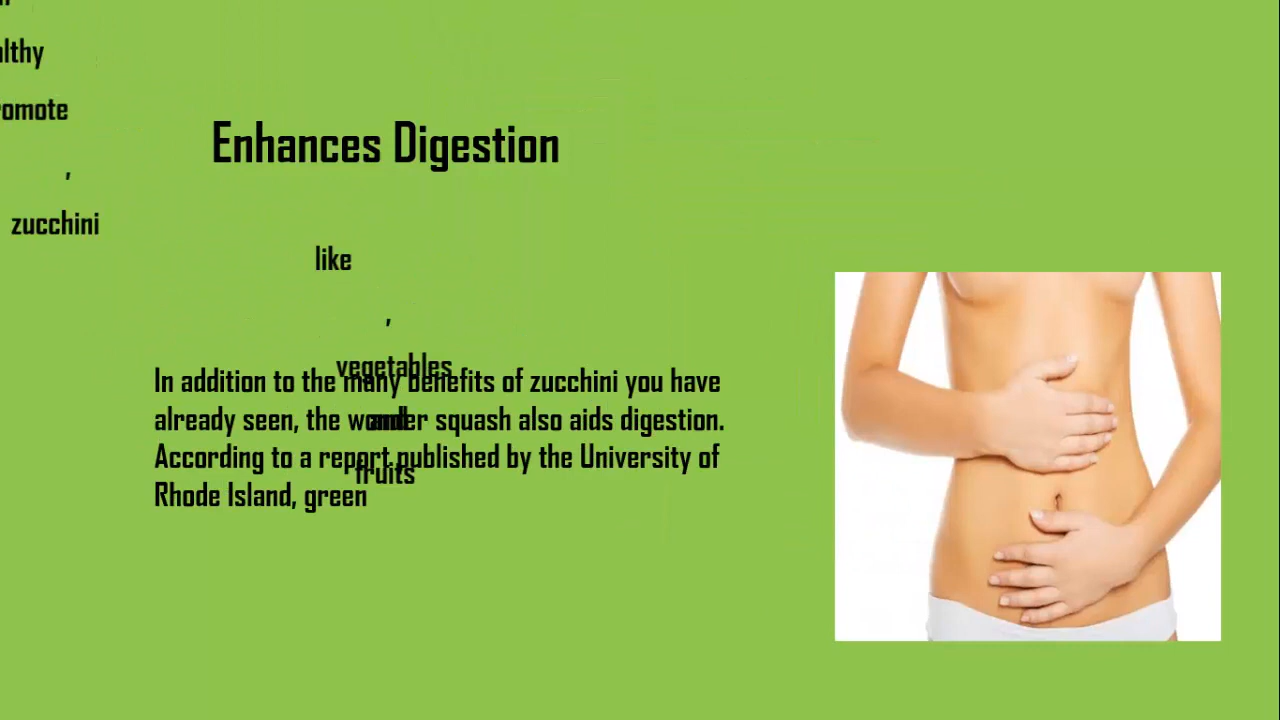 althy
romote
,
zucchini
Enhances Digestion
like
,
vegetables
In addition to the many benefits of zucchini you have
already seen, the wonder squash also aids digestion.
and
According to a report published by the University of
fruits
Rhode Island, green